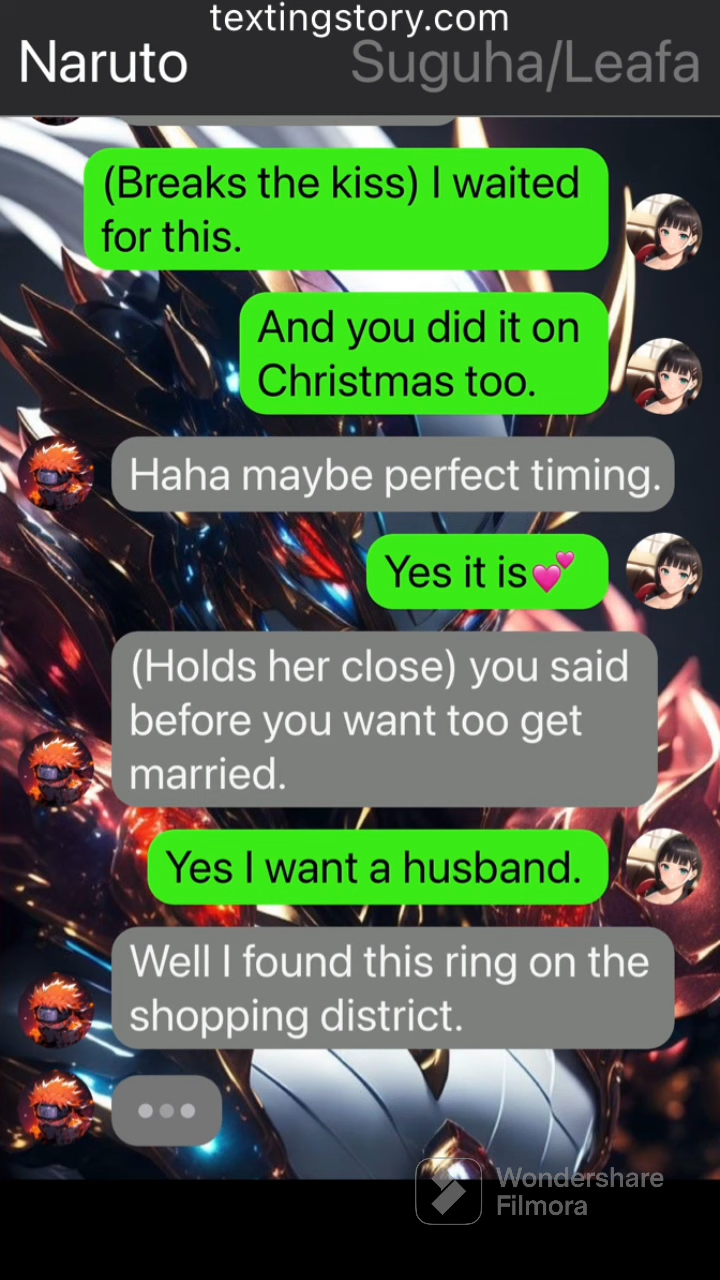 textingstory.com
Naruto Suguha/Leafa
(Breaks the kiss) I waited
for this.
And you did it on
Christmas too.
Haha maybe perfect timing.
Yes it is💕
(Holds her close) you said
before you want too get
married.
Yes I want a husband.
Well I found this ring on the
shopping district.
Wondershare
Filmora